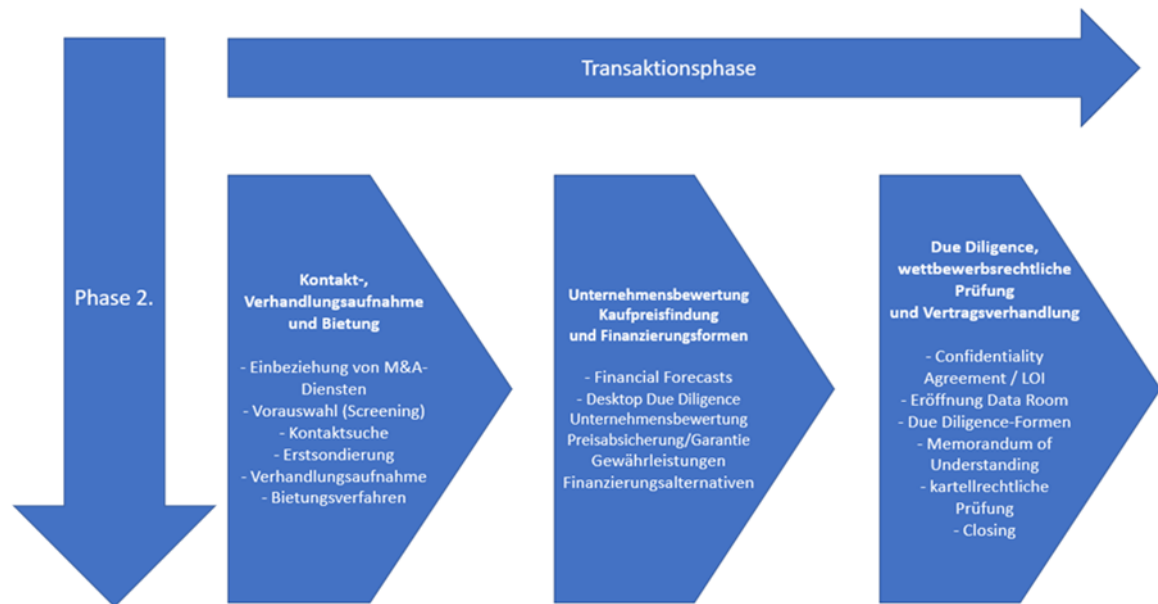 Transaktionsphase
Phase 2.
Kontakt-,
Verhandlungsaufnahme
und Bietung
- Einbeziehung von M&A-
Diensten
- Vorauswahl (Screening)
- Kontaktsuche
- Erstsondierung
- Verhandlungsaufnahme
- Bietungsverfahren
Unternehmensbewertung
Kaufpreisfindung
und Finanzierungsformen
- Financial Forecasts
- Desktop Due Diligence
Unternehmensbewertung
Preisabsicherung/Garantie
Gewährleistungen
Finanzierungsalternativen
Due Diligence,
wettbewerbsrechtliche
Prüfung
und Vertragsverhandlung
- Confidentiality
Agreement / LOI
- Eröffnung Data Room
- Due Diligence-Formen
- Memorandum of
Understanding
- kartellrechtliche
Prüfung
- Closing